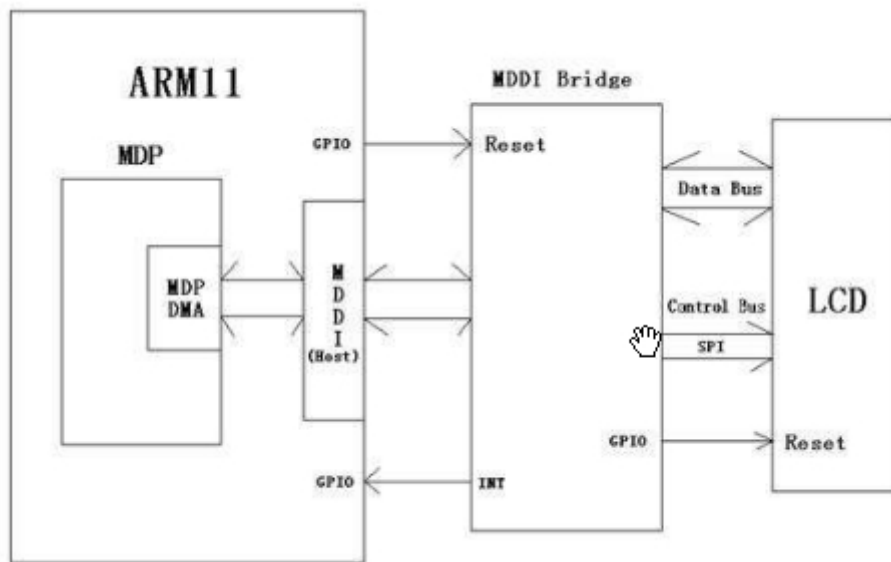 ARM11
MDP
MDP
DMA
M
D
D
I
(Host)
GPIO
GPIO
MDDI Bridge
Reset
INT
GPIO
Data Bus
Control Bus
SPI
LCD
Reset